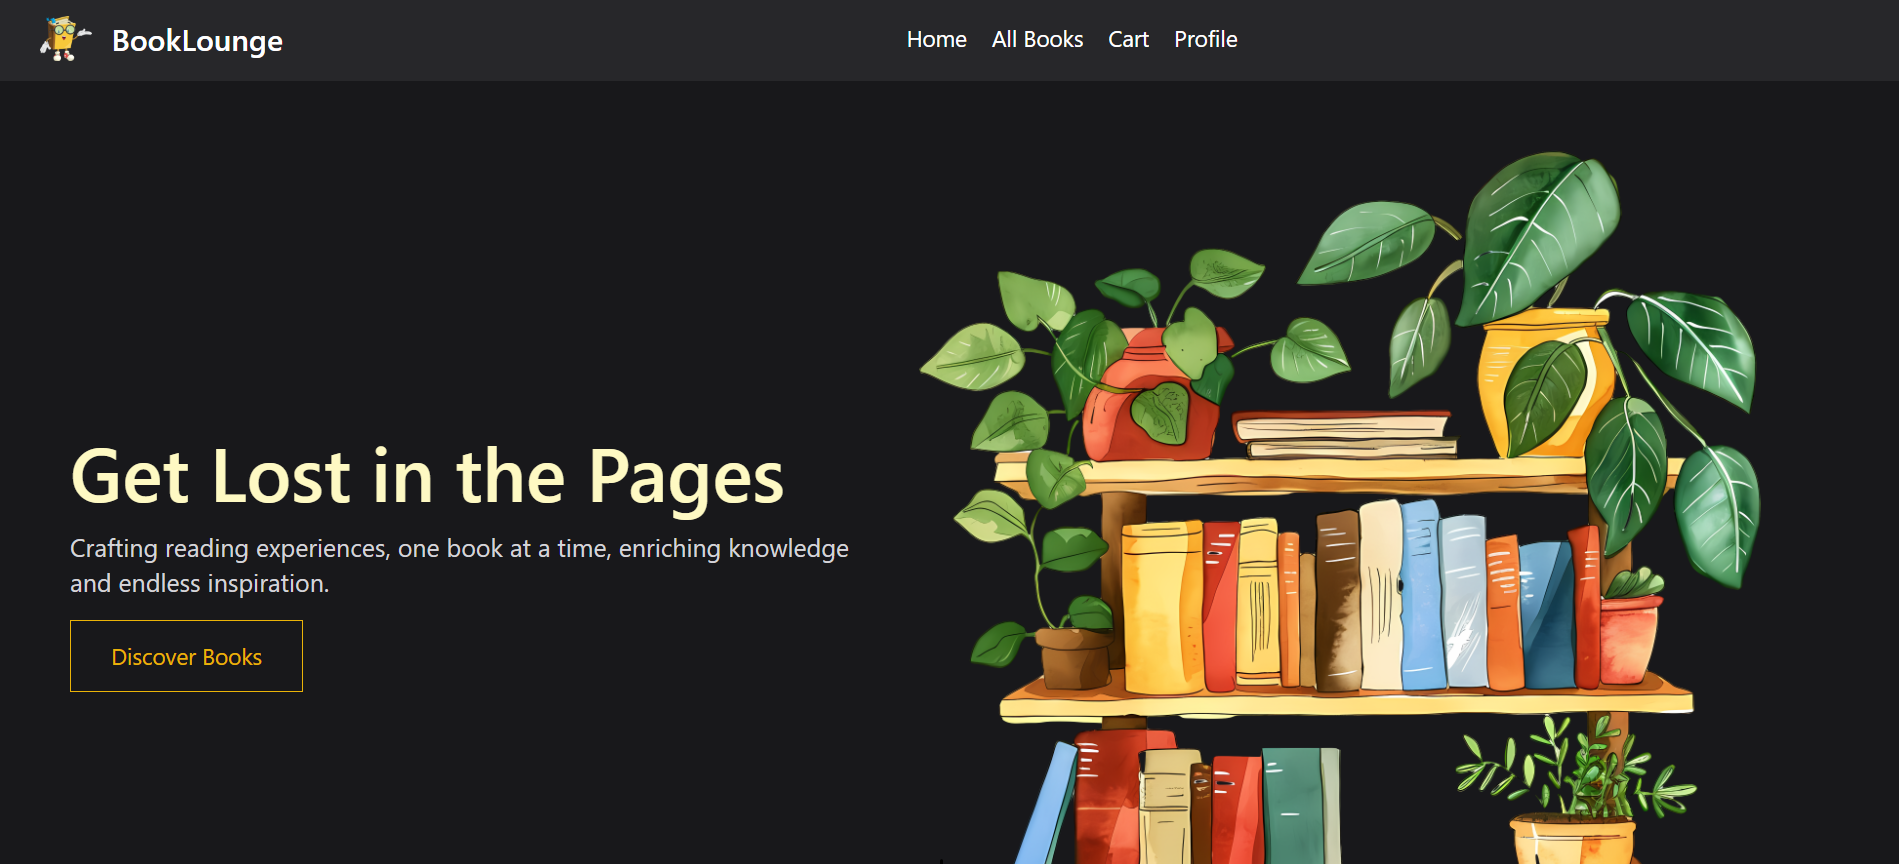 BookLounge
Home All Books Cart Profile
Get Lost in the Pages
Crafting reading experiences, one book at a time, enriching knowledge
and endless inspiration.
Discover Books